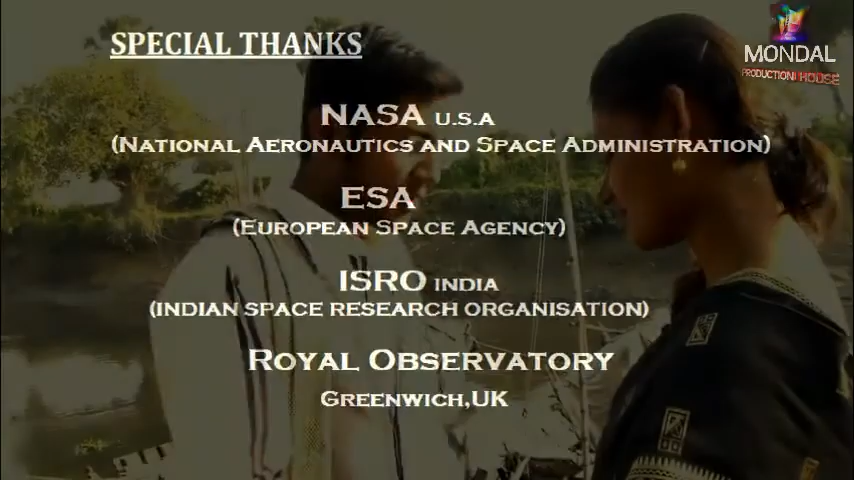 SPECIAL THANKS
MONDAL
PRODUCTION HOUSE
NASA U.S.A
(NATIONAL AERONAUTICS AND SPACE ADMINISTRATION)
ESA
(EUROPEAN SPACE AGENCY)
ISRO INDIA
(INDIAN SPACE RESEARCH ORGANISATION)
ROYAL OBSERVATORY
GREENWICH,UK